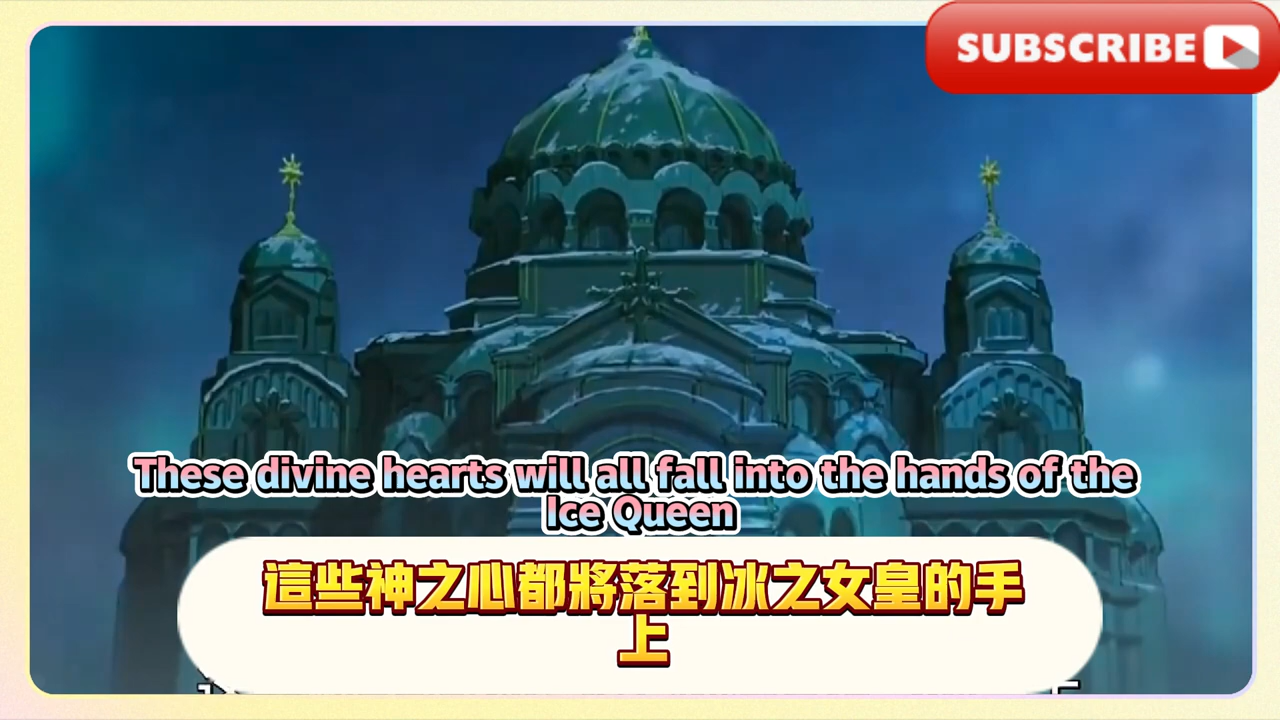 SUBSCRIBE
These divine hearts will all fall into the hands of the
Ice Queen
這些神之心都將落到冰之女皇的手
上